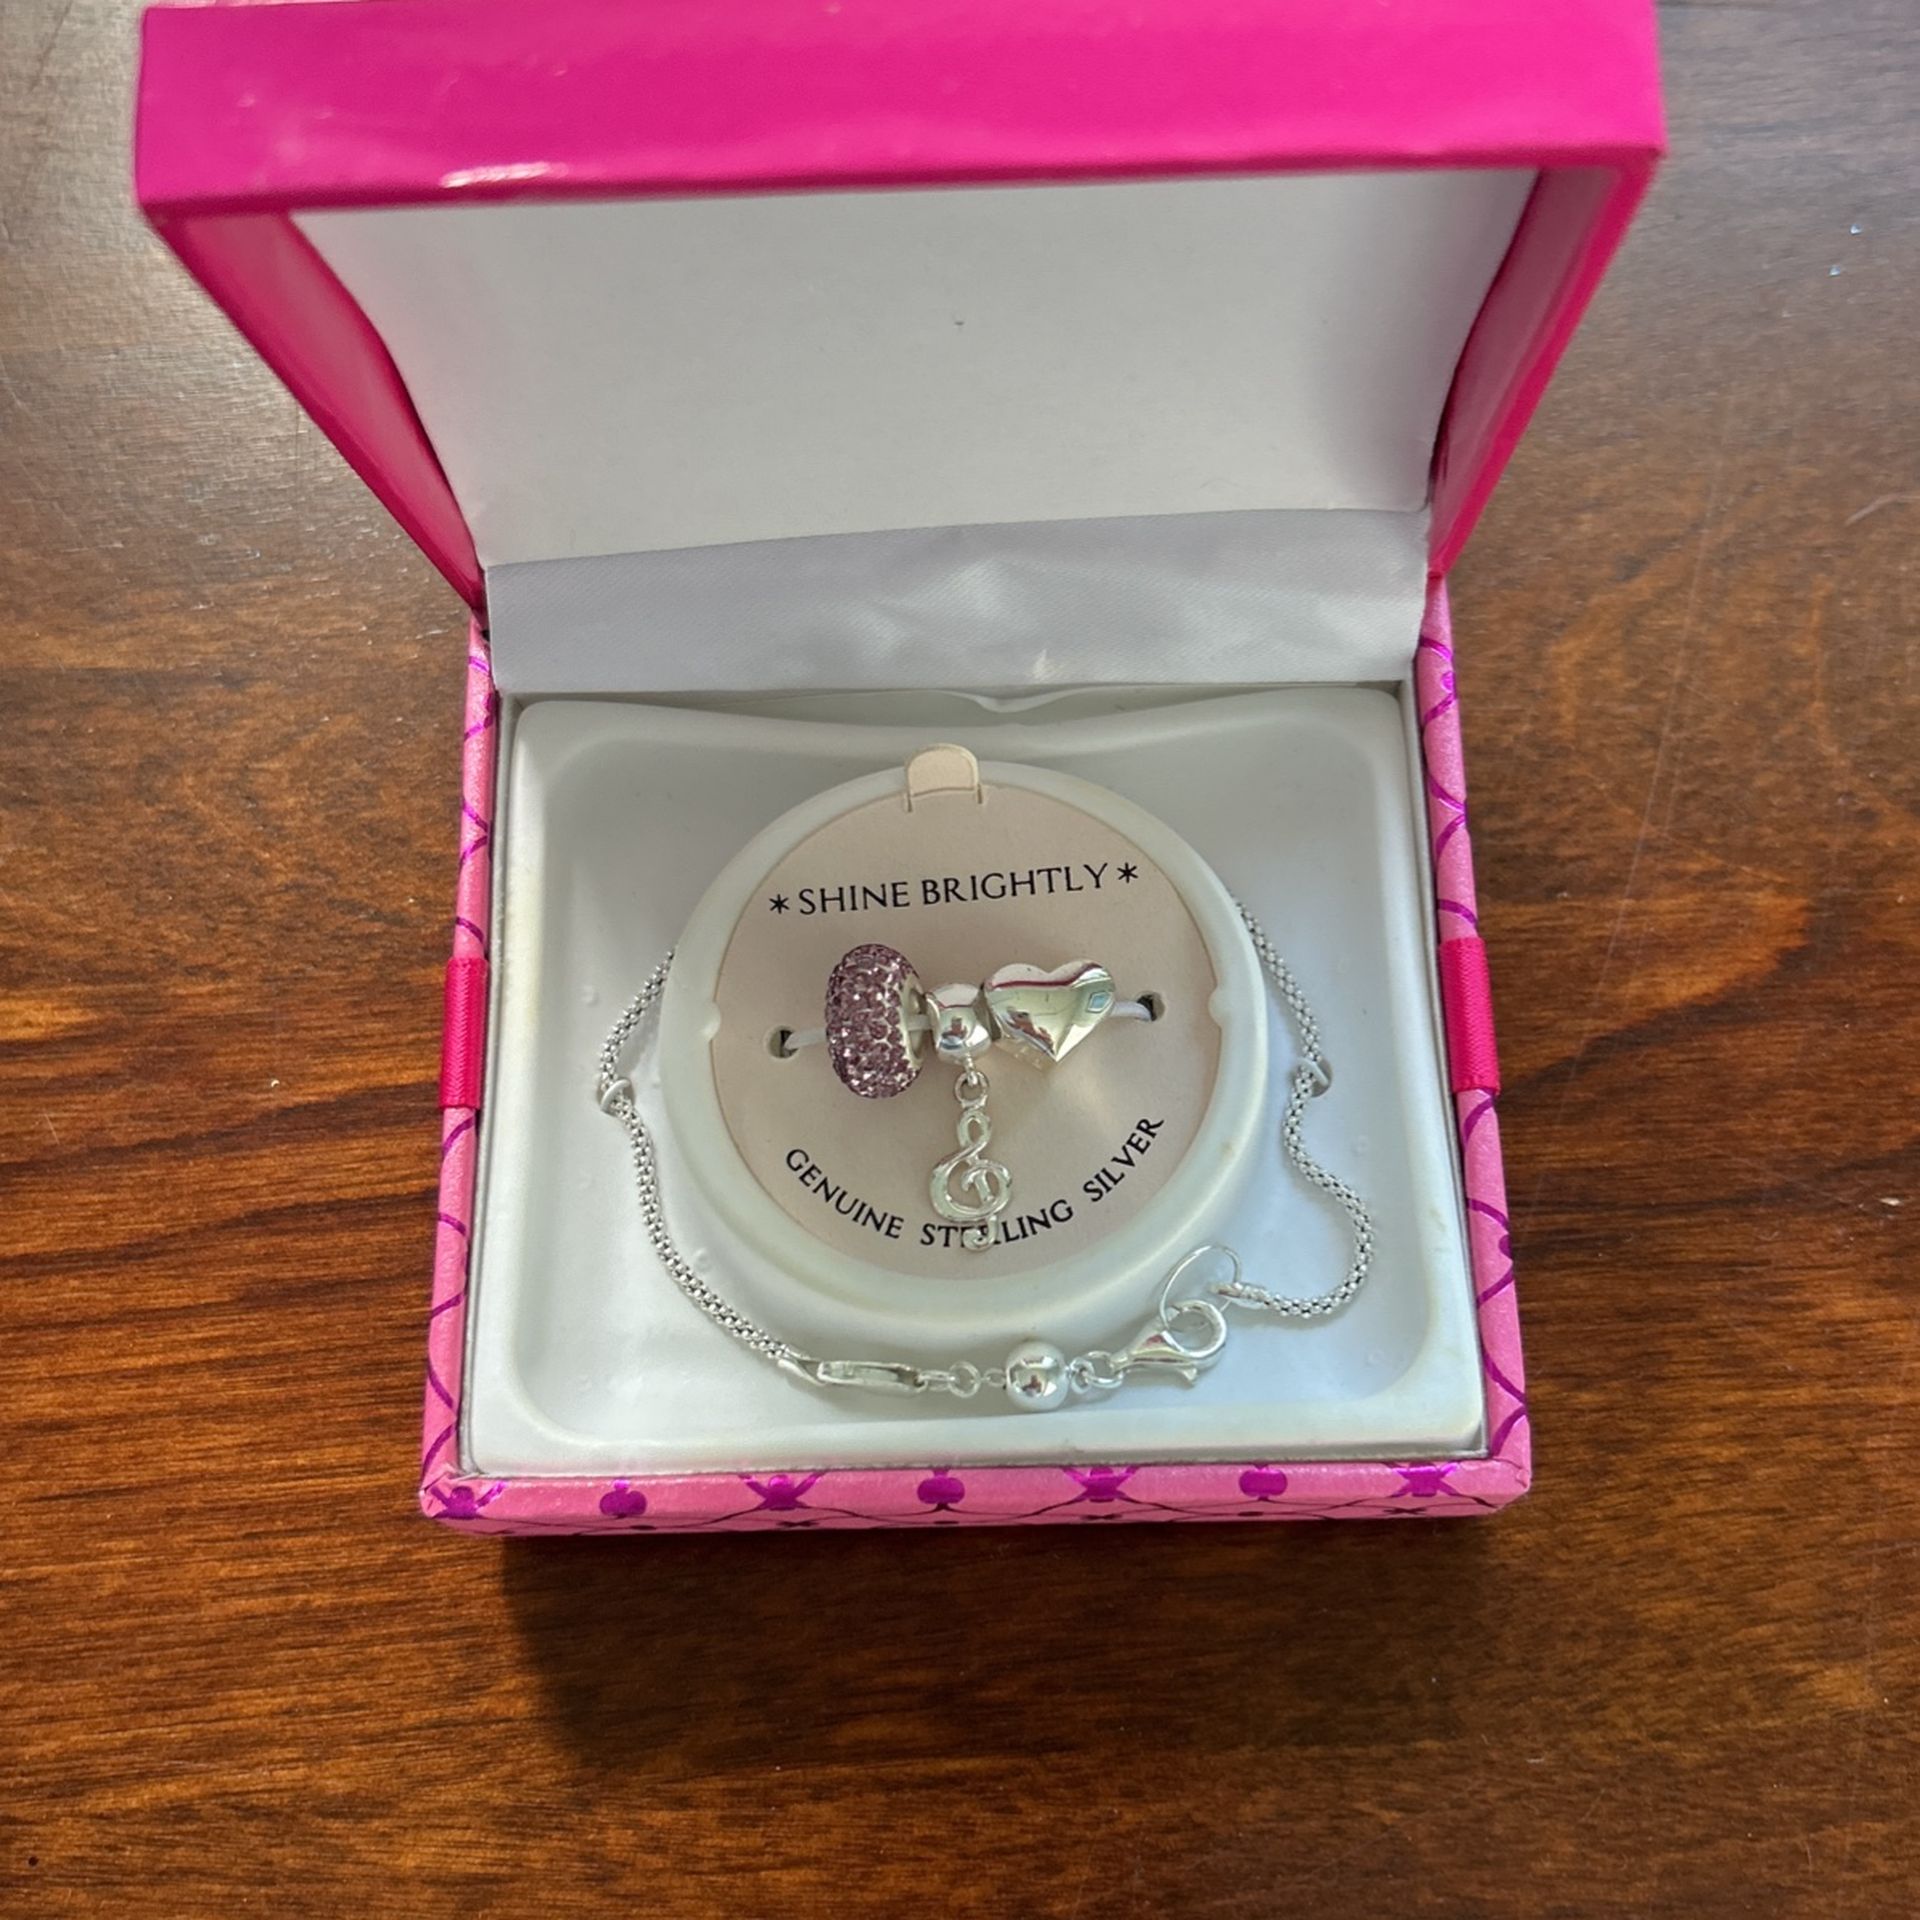 *SHINE BRIGHTLY*
GENUINE STERLING SILVER